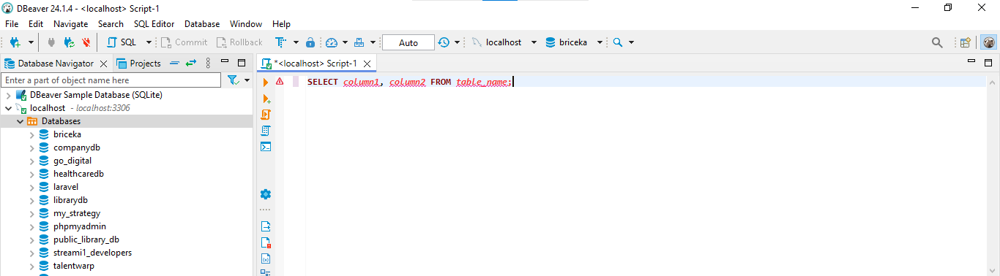 DBeaver 24.1.4 - <localhost> Script-1
File Edit Navigate Search SQL Editor Database Window Help
SQL Commit Rollback Auto localhost briceka
Database Navigator Projects
*<localhost> Script-1
Enter a part of object name here
SELECT column1, column2 FROM table_name;
DBeaver Sample Database (SQLite)
localhost - localhost:3306
Databases
briceka
companydb
go_digital
healthcaredb
laravel
librarydb
my_strategy
phpmyadmin
public_library_db
streami1_developers
talentwarp